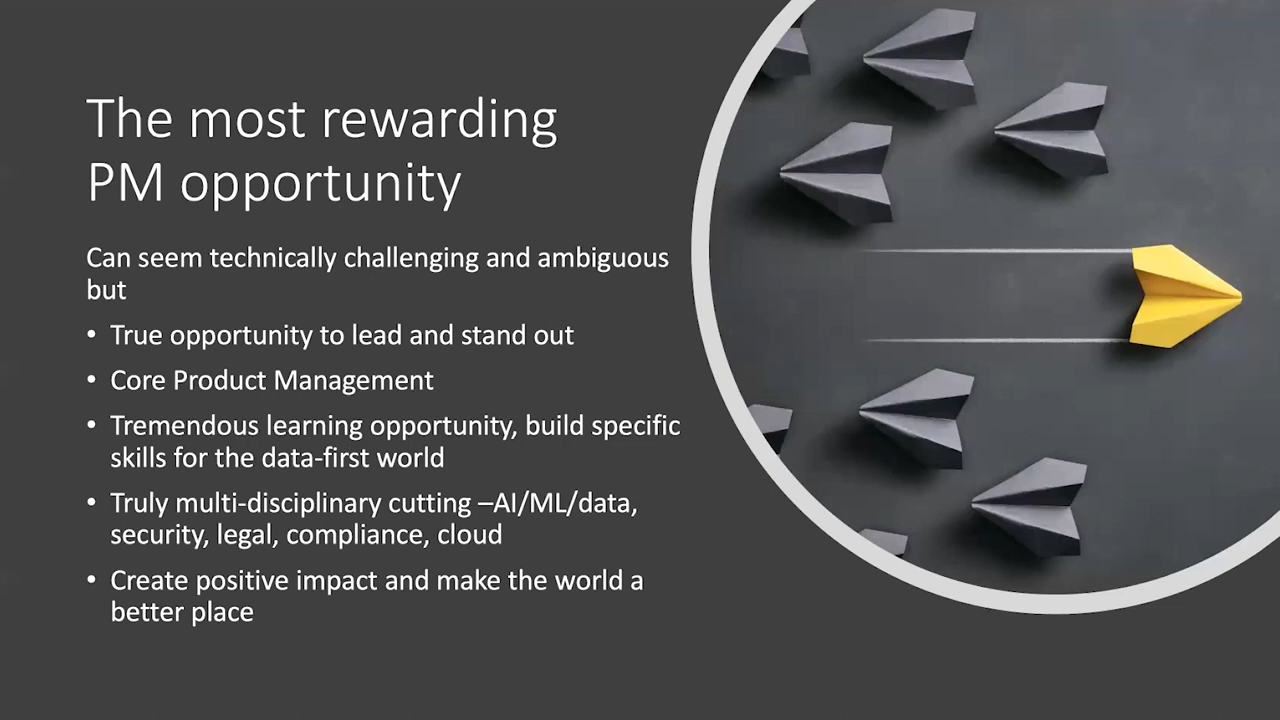 The most rewarding
PM opportunity
Can seem technically challenging and ambiguous
but
• True opportunity to lead and stand out
• Core Product Management
• Tremendous learning opportunity, build specific
skills for the data-first world
• Truly multi-disciplinary cutting –AI/ML/data,
security, legal, compliance, cloud
• Create positive impact and make the world a
better place